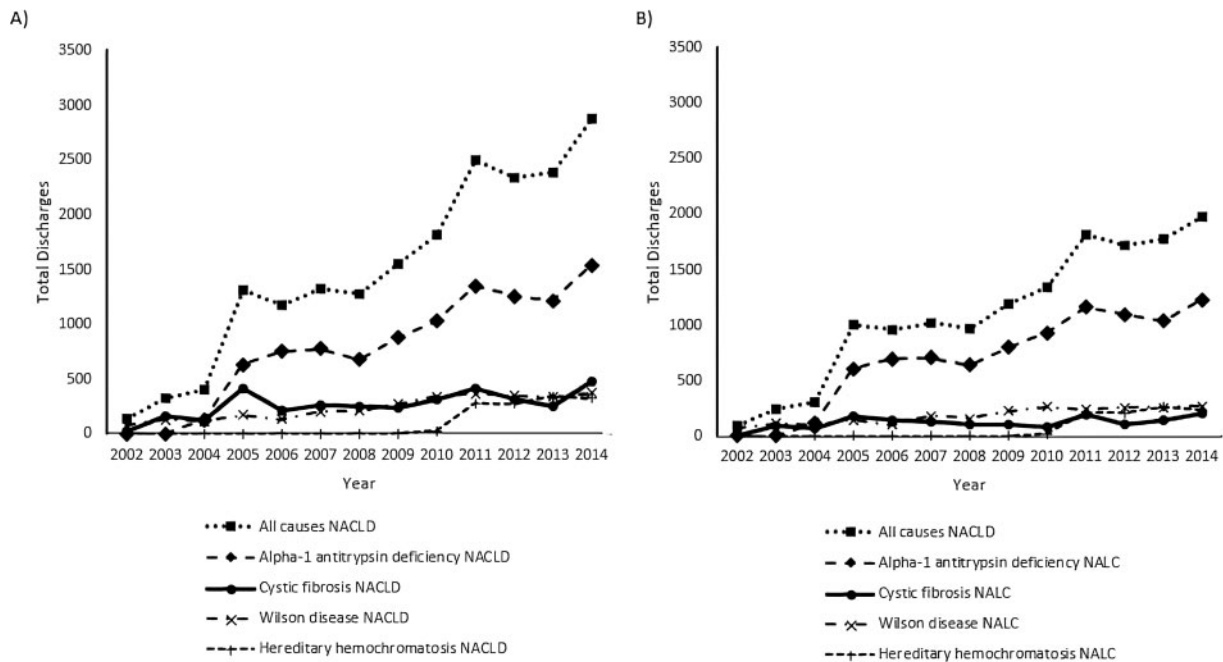 A)
3500
3000
2500
2000
1500
1000
500
0
Total Discharges
2002 2003 2004 2005 2006 2007 2008 2009 2010 2011 2012 2013 2014
Year
All causes NACLD
Alpha-1 antitrypsin deficiency NACLD
Cystic fibrosis NACLD
Wilson disease NACLD
Hereditary hemochromatosis NACLD
B)
3500
3000
2500
2000
1500
1000
500
0
Total Discharges
2002 2003 2004 2005 2006 2007 2008 2009 2010 2011 2012 2013 2014
Year
All causes NACLD
Alpha-1 antitrypsin deficiency NALC
Cystic fibrosis NALC
Wilson disease NALC
Hereditary hemochromatosis NALC